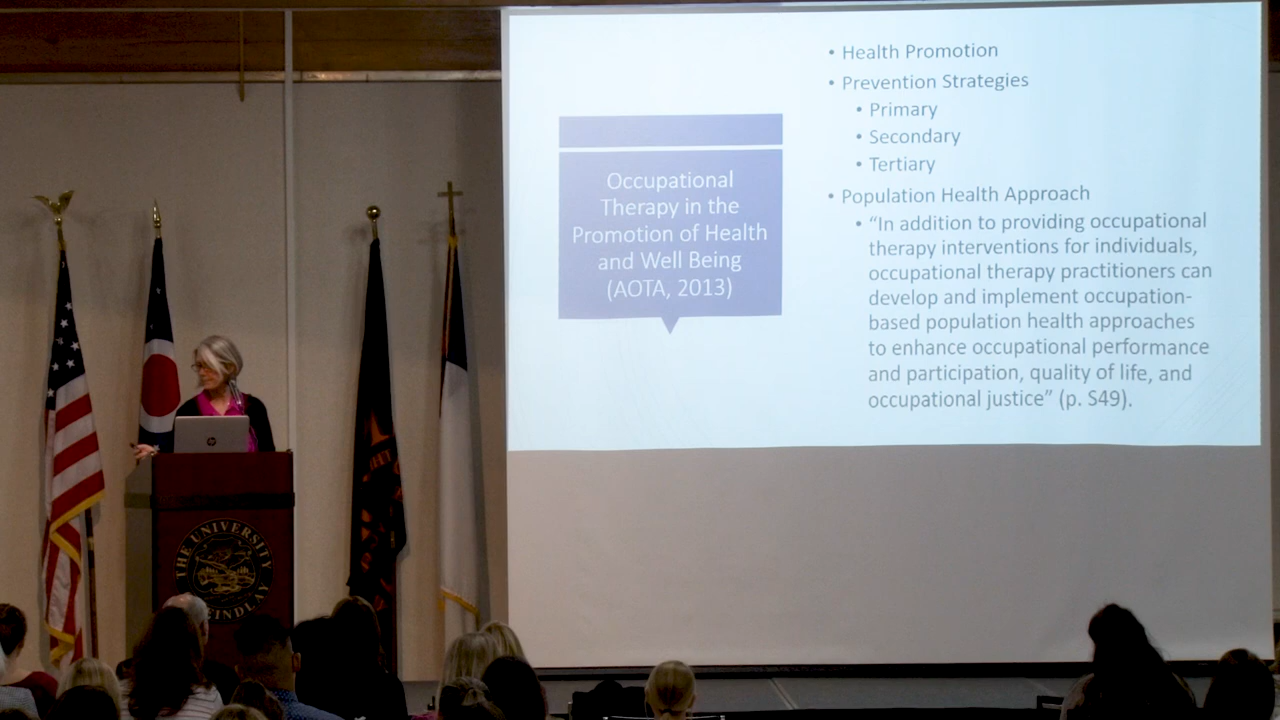 • Health Promotion
• Prevention Strategies
• Primary
• Secondary
• Tertiary
• Population Health Approach
• “In addition to providing occupational
therapy interventions for individuals,
occupational therapy practitioners can
develop and implement occupation-
based population health approaches
to enhance occupational performance
and participation, quality of life, and
occupational justice” (p. S49).
Occupational
Therapy in the
Promotion of Health
and Well Being
(AOTA, 2013)
hp
THE UNIVERSITY
FINDLAY